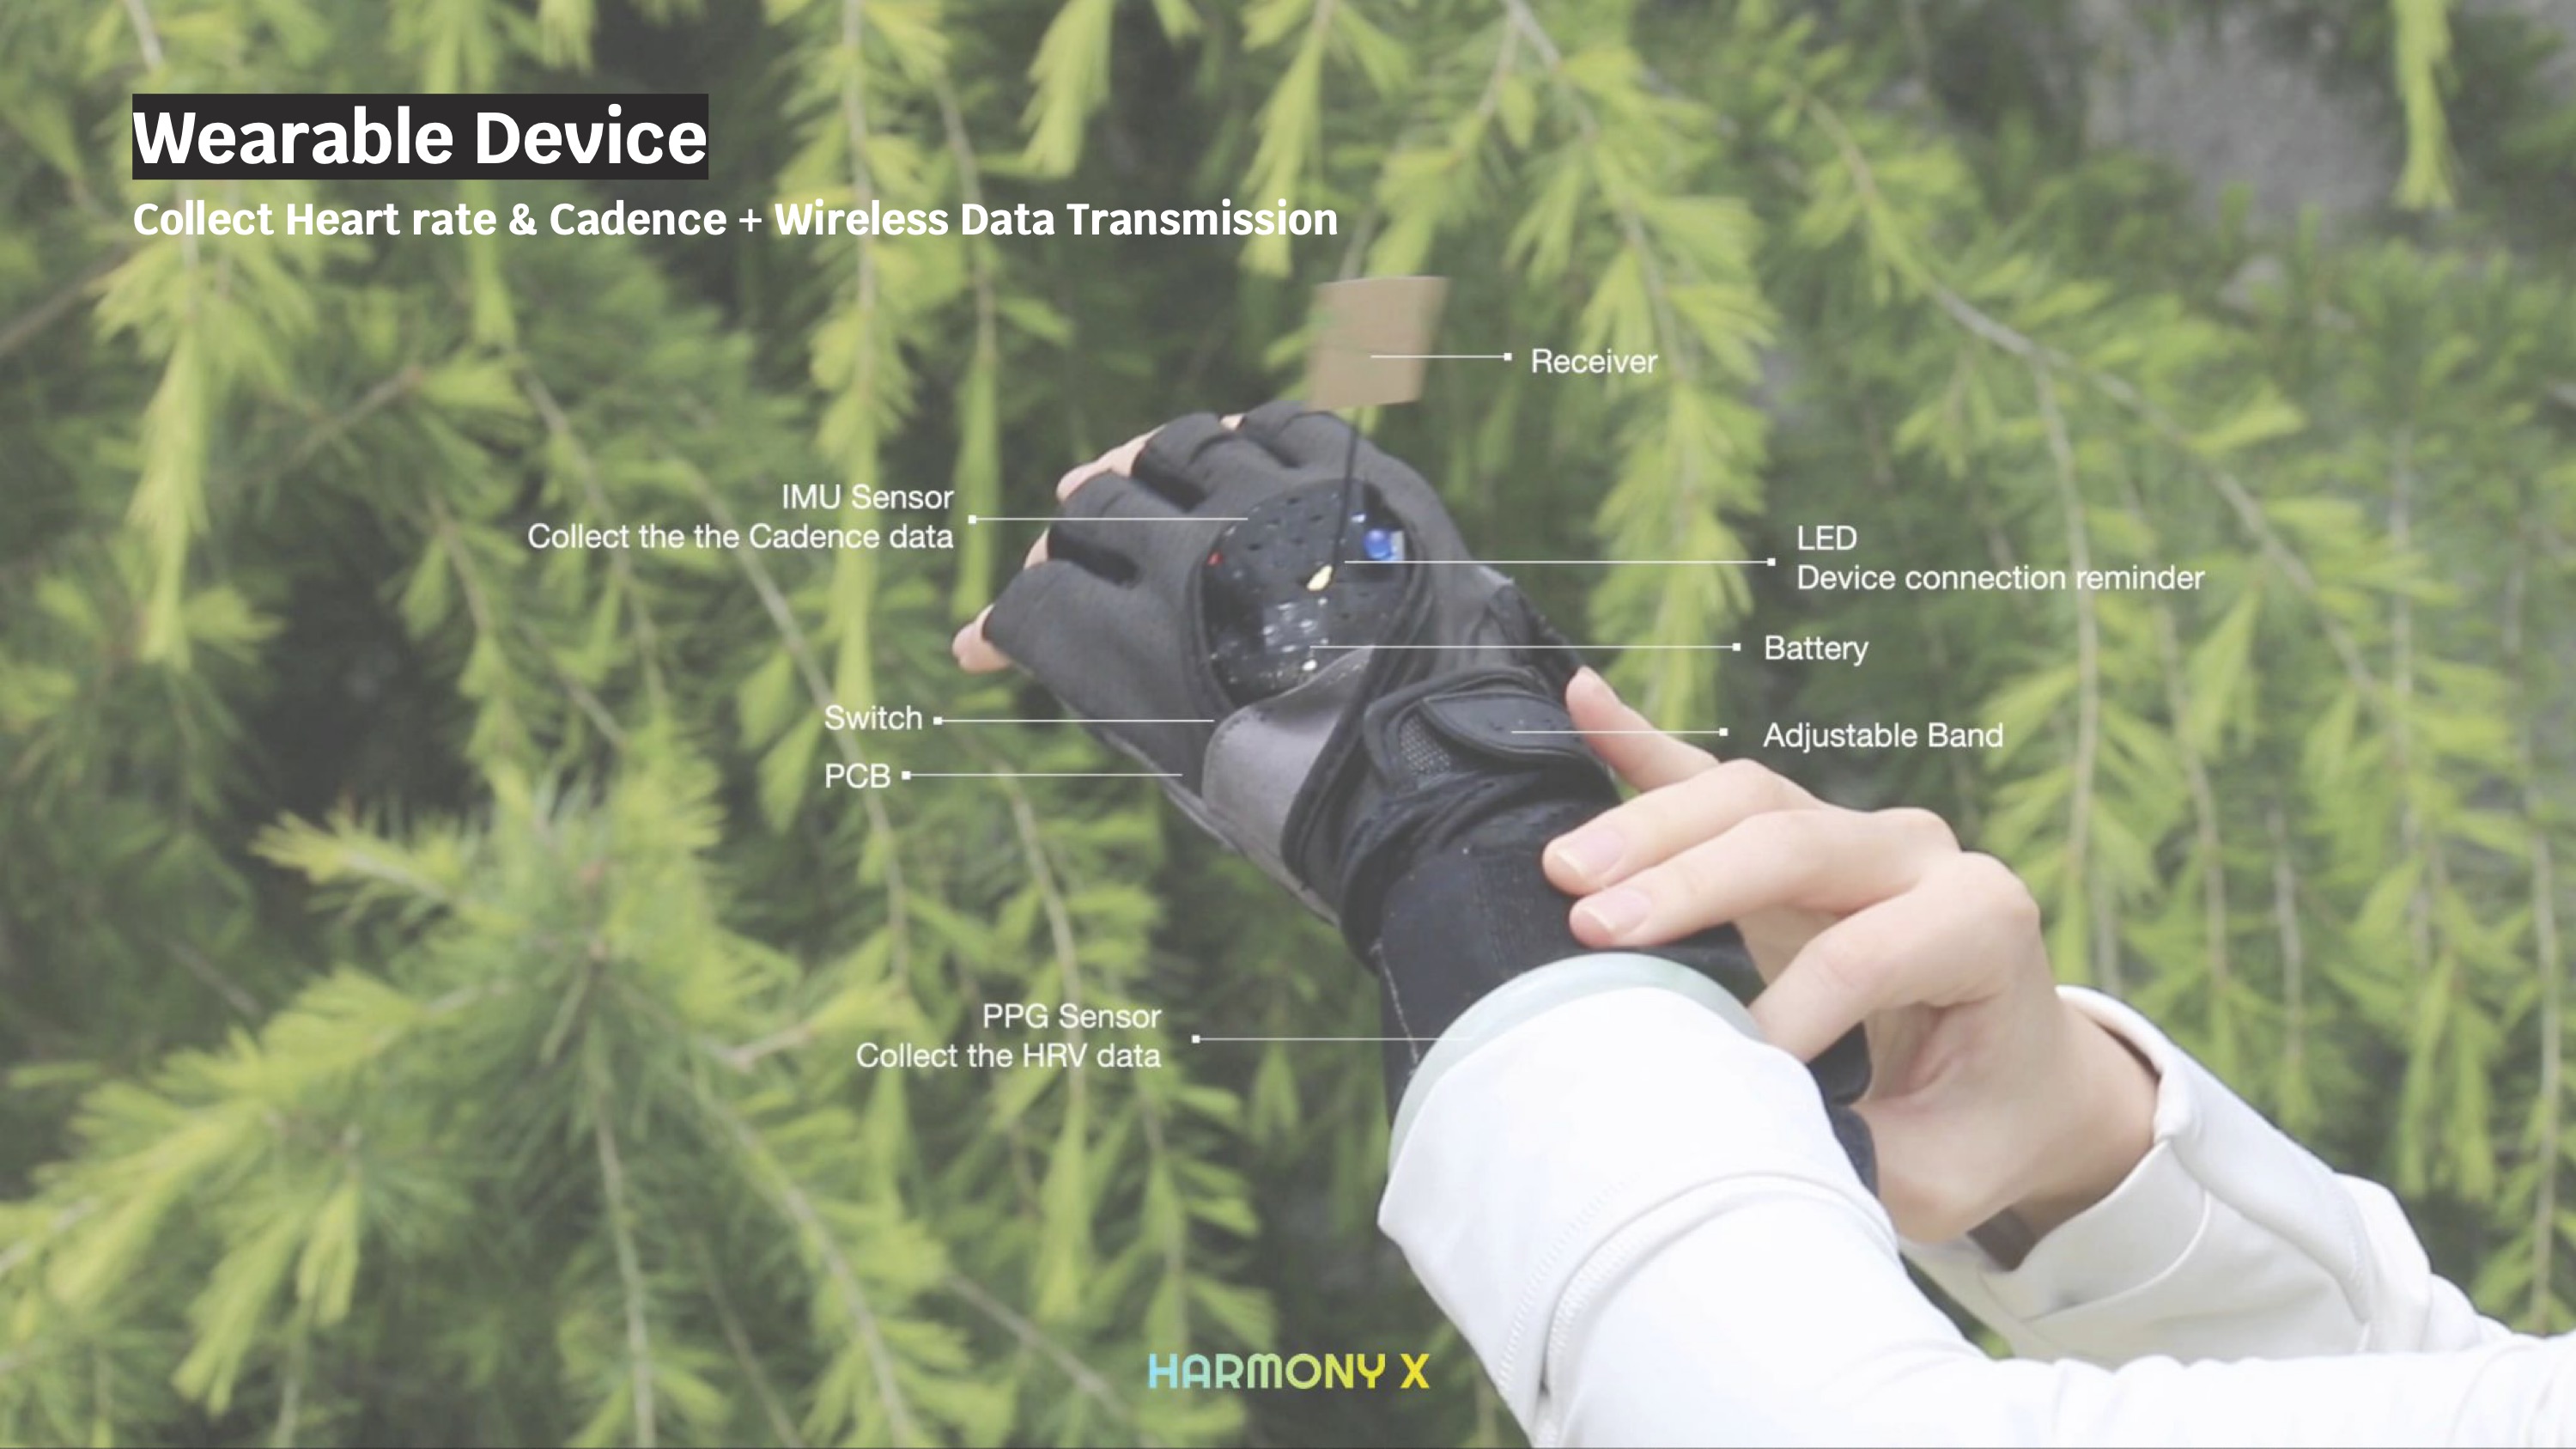 Wearable Device
Collect Heart rate & Cadence + Wireless Data Transmission
Receiver
IMU Sensor
Collect the the Cadence data
LED
Device connection reminder
Battery
Switch
Adjustable Band
PCB
PPG Sensor
Collect the HRV data
HARMONY X